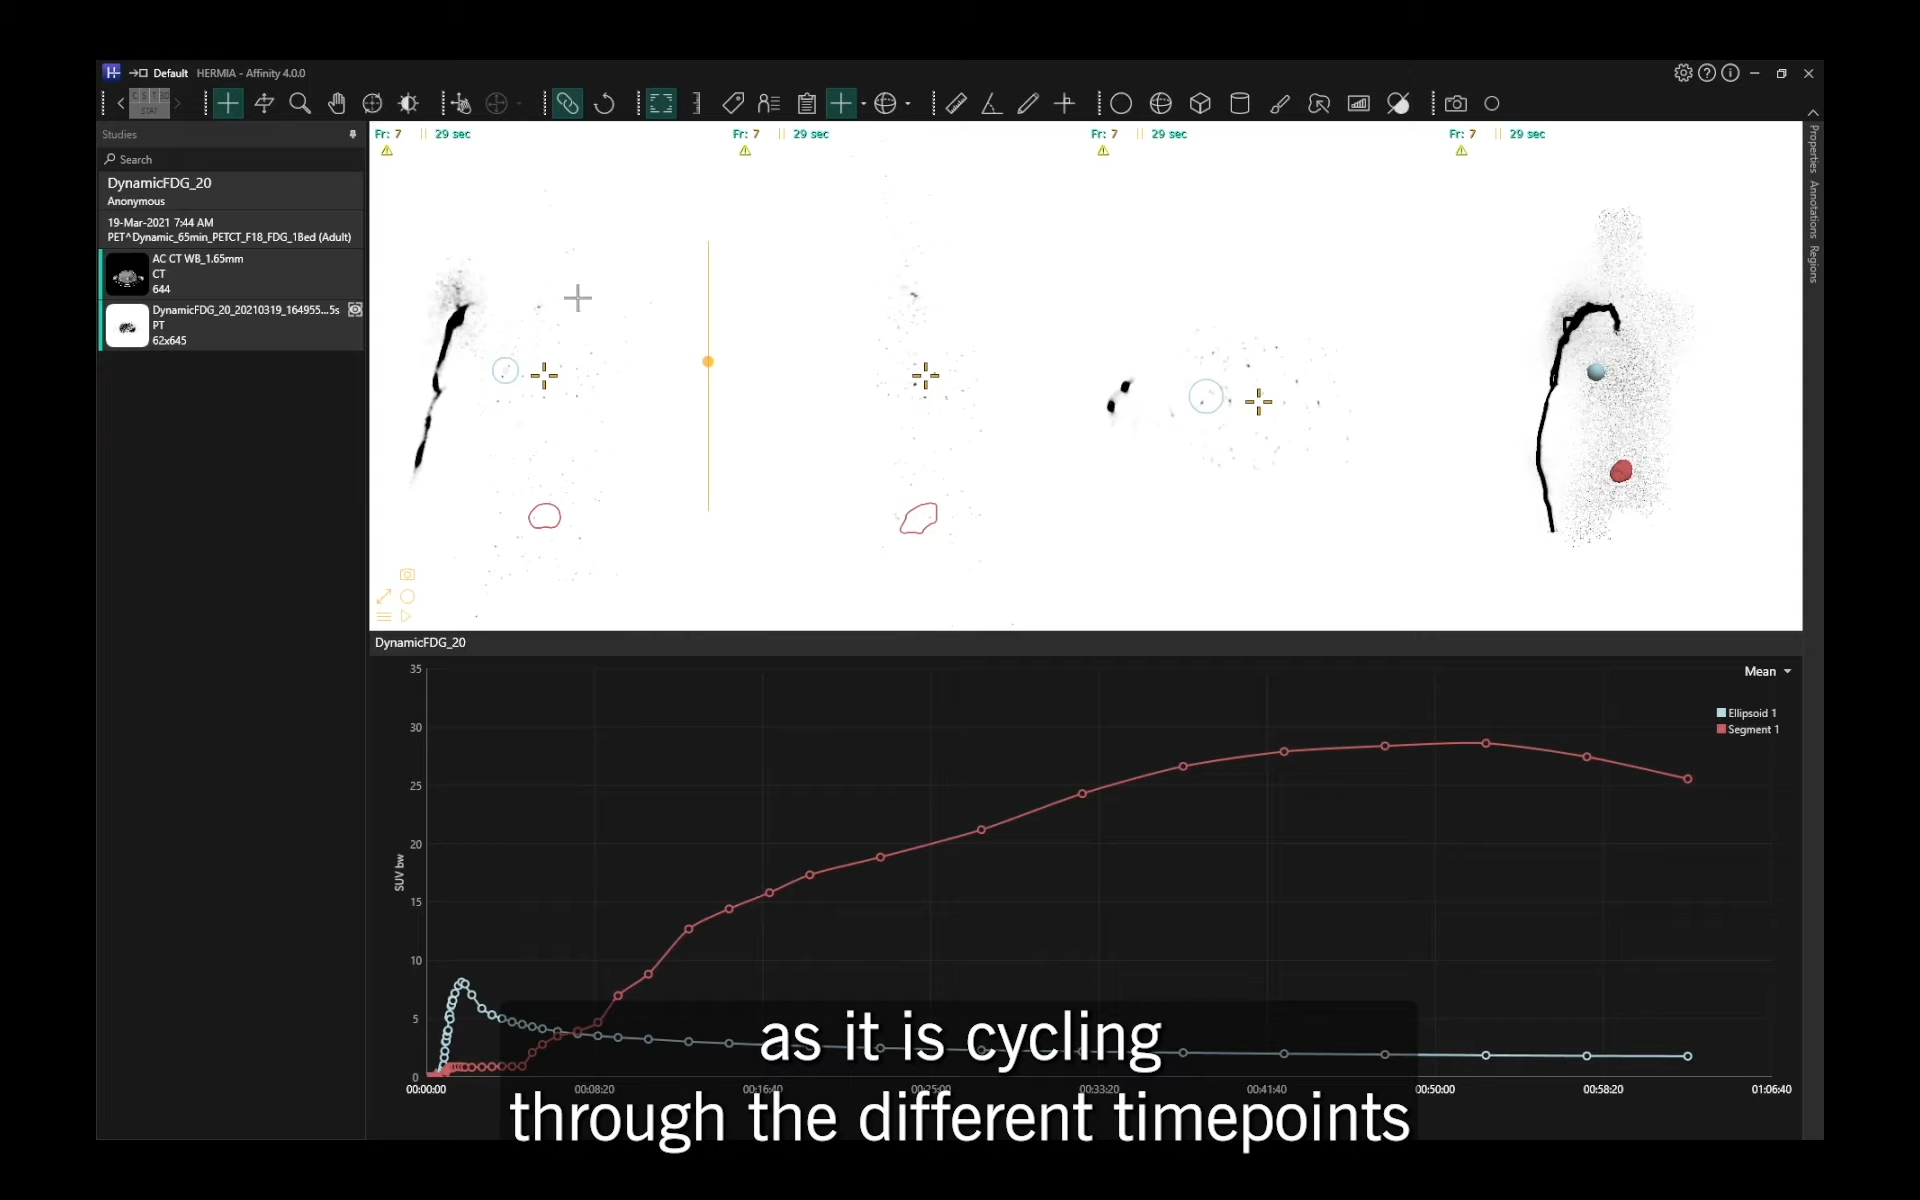 Default HERMIA - Affinity 4.0.0
STAT
Studies
Search
DynamicFDG_20
Anonymous
19-Mar-2021 7:44 AM
PET^Dynamic_65min_PETCT_F18_FDG_1Bed (Adult)
AC CT WB_1.65mm
CT
644
DynamicFDG_20_20210319_164955...5s
PT
62x645
Fr: 7 29 sec
Fr: 7 29 sec
Fr: 7 29 sec
Fr: 7 29 sec
Properties
Annotations
Regions
DynamicFDG_20
Mean
Ellipsoid 1
Segment 1
SUV bw
35
30
25
20
15
10
5
0
00:00:00 00:08:20 00:16:40 00:25:00 00:33:20 00:41:40 00:50:00 00:58:20 01:06:40
as it is cycling
through the different timepoints